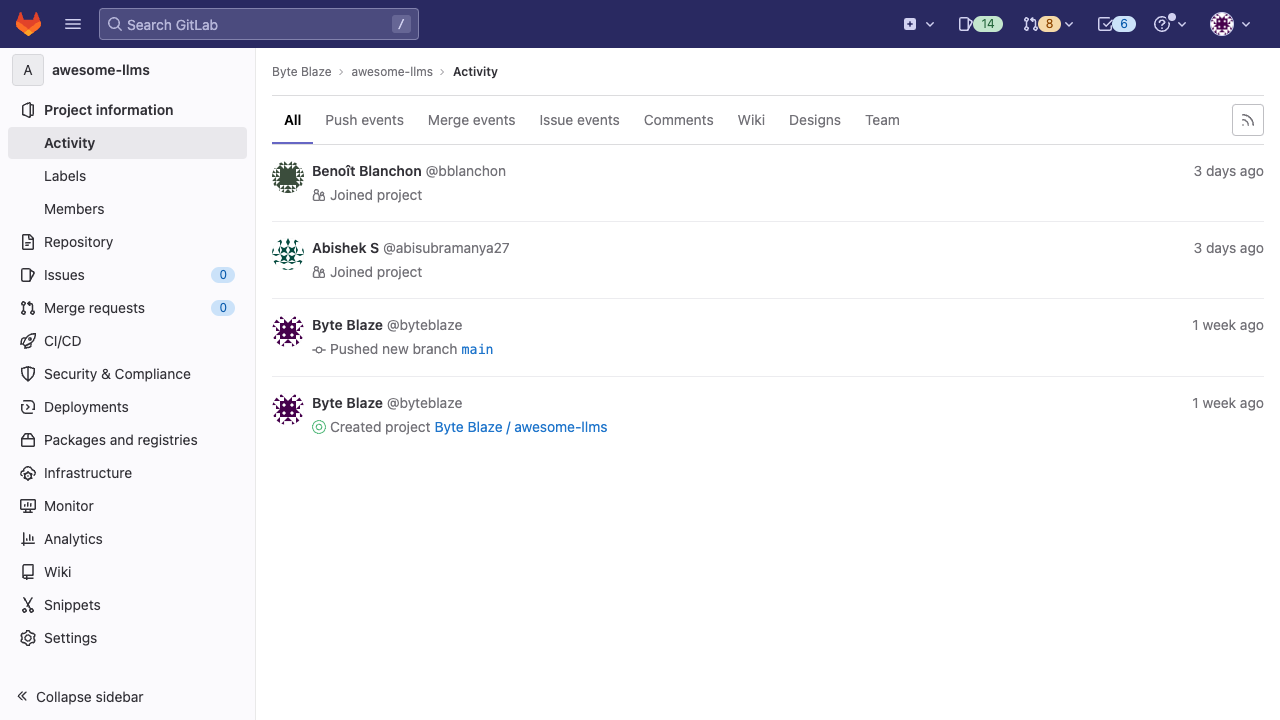 Search GitLab /
14
8
6
A awesome-llms
Project information
Activity
Labels
Members
Repository
Issues 0
Merge requests 0
CI/CD
Security & Compliance
Deployments
Packages and registries
Infrastructure
Monitor
Analytics
Wiki
Snippets
Settings
Collapse sidebar
Byte Blaze › awesome-llms › Activity
All Push events Merge events Issue events Comments Wiki Designs Team
Benoît Blanchon @bblanchon 3 days ago
Joined project
Abishek S @abisubramanya27 3 days ago
Joined project
Byte Blaze @byteblaze 1 week ago
Pushed new branch main
Byte Blaze @byteblaze 1 week ago
Created project Byte Blaze / awesome-llms